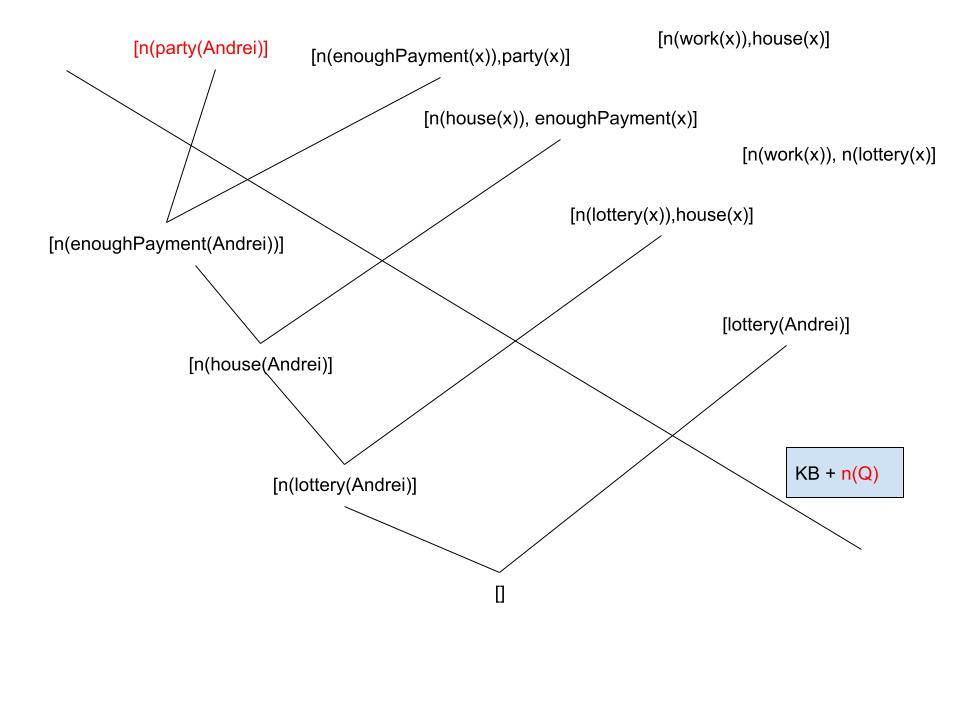 [n(party(Andrei)]
[n(enoughPayment(x)),party(x)]
[n(work(x)),house(x)]
[n(house(x)), enoughPayment(x)]
[n(work(x)), n(lottery(x)]
[n(lottery(x)),house(x)]
[n(enoughPayment(Andrei))]
[lottery(Andrei)]
[n(house(Andrei)]
KB + n(Q)
[n(lottery(Andrei)]
[]